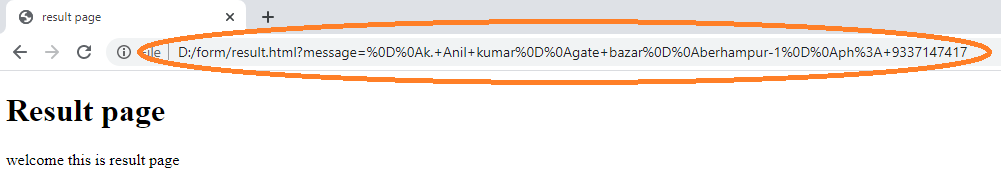 result page
File
D:/form/result.html?message=%0D%0Ak.+Anil+kumar%0D%0Agate+bazar%0D%0Aberhampur-1%0D%0Aph%3A+9337147417
Result page
welcome this is result page